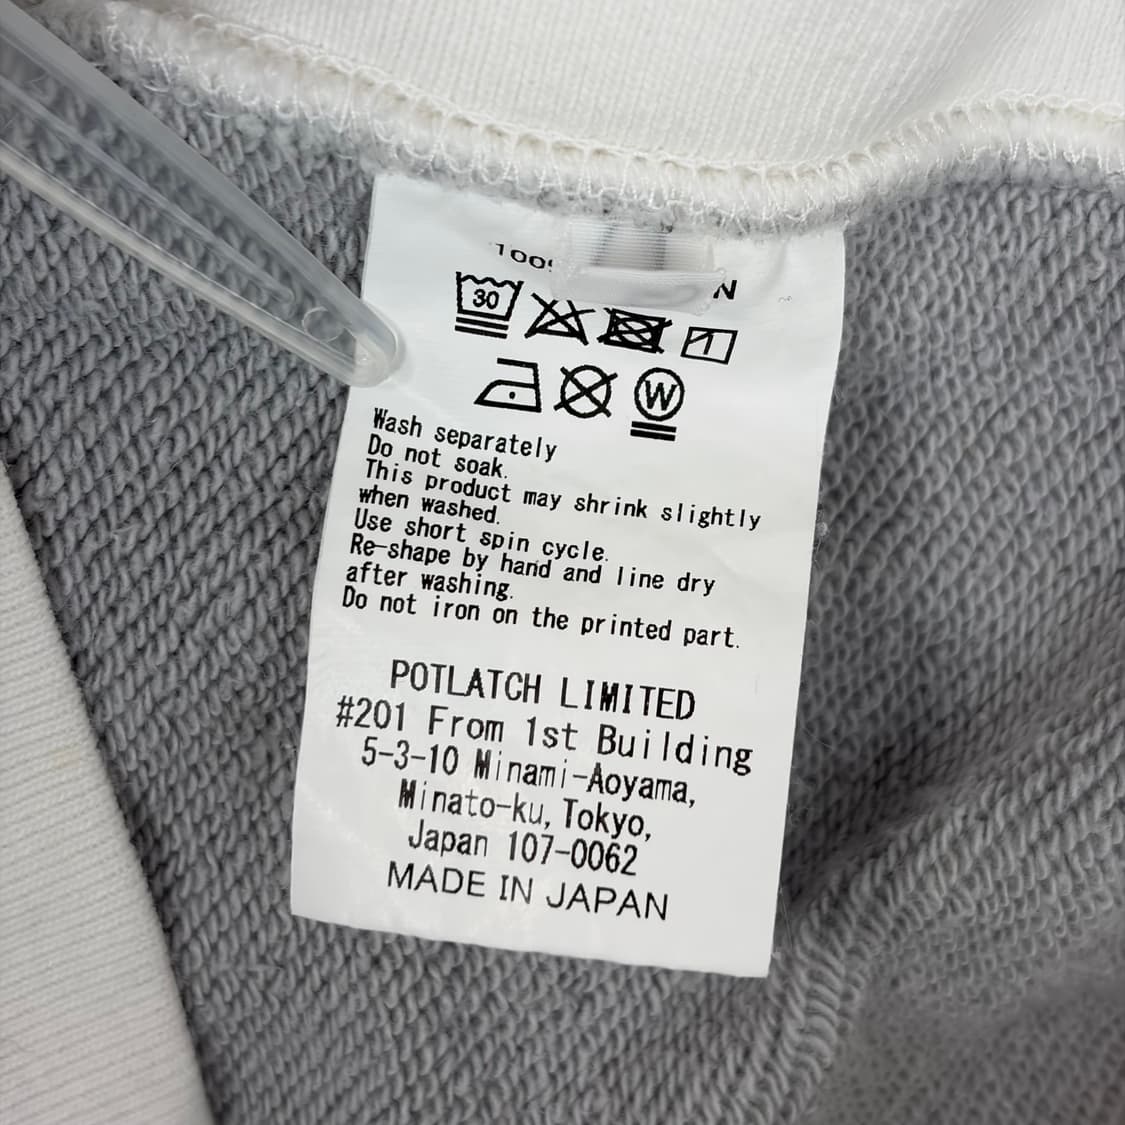 30
W
Wash separately
Do not soak.
This product may shrink slightly
when washed.
Use short spin cycle.
Re-shape by hand and line dry
after washing.
Do not iron on the printed part.
POTLATCH LIMITED
#201 From 1st Building
5-3-10 Minami-Aoyama,
Minato-ku, Tokyo,
Japan 107-0062
MADE IN JAPAN